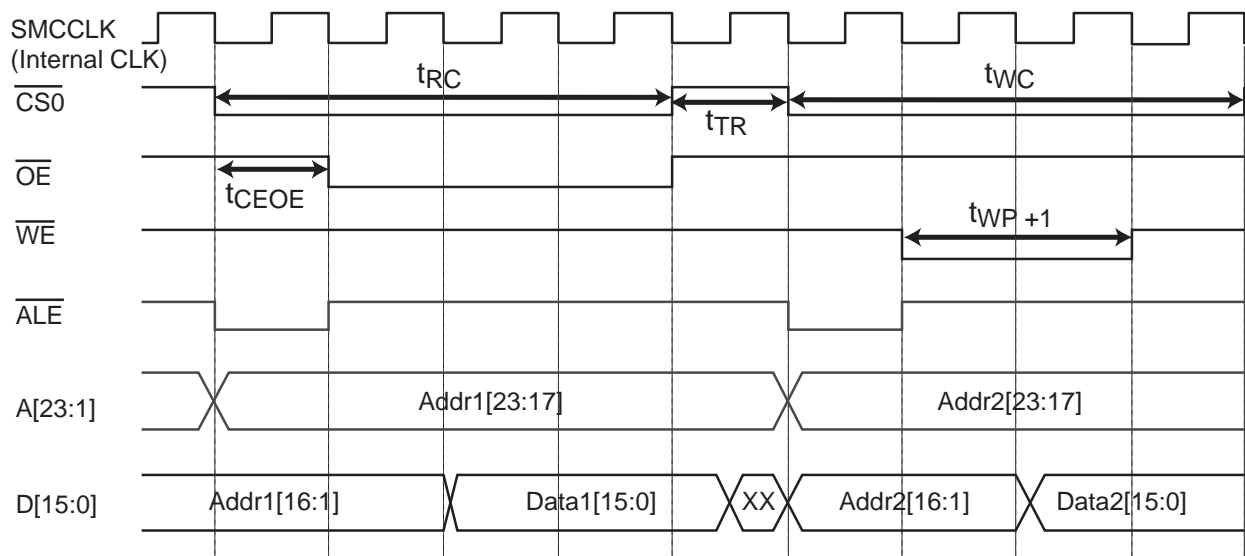 SMCCLK
(Internal CLK)
tRC
tWC
CS0
tTR
OE
tCEOE
tWP +1
WE
ALE
A[23:1]
Addr1[23:17]
Addr2[23:17]
D[15:0]
Addr1[16:1]
Data1[15:0]
XX
Addr2[16:1]
Data2[15:0]